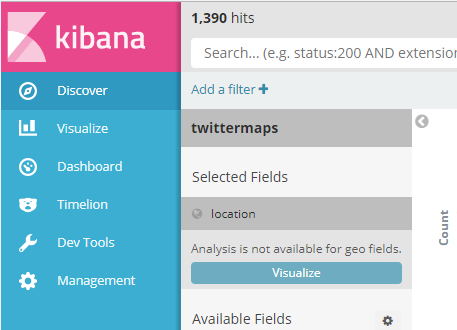 kibana
Discover
Visualize
Dashboard
Timelion
Dev Tools
Management
1,390 hits
Search... (e.g. status:200 AND extension
Add a filter +
twittermaps
Selected Fields
location
Analysis is not available for geo fields.
Visualize
Available Fields
Count